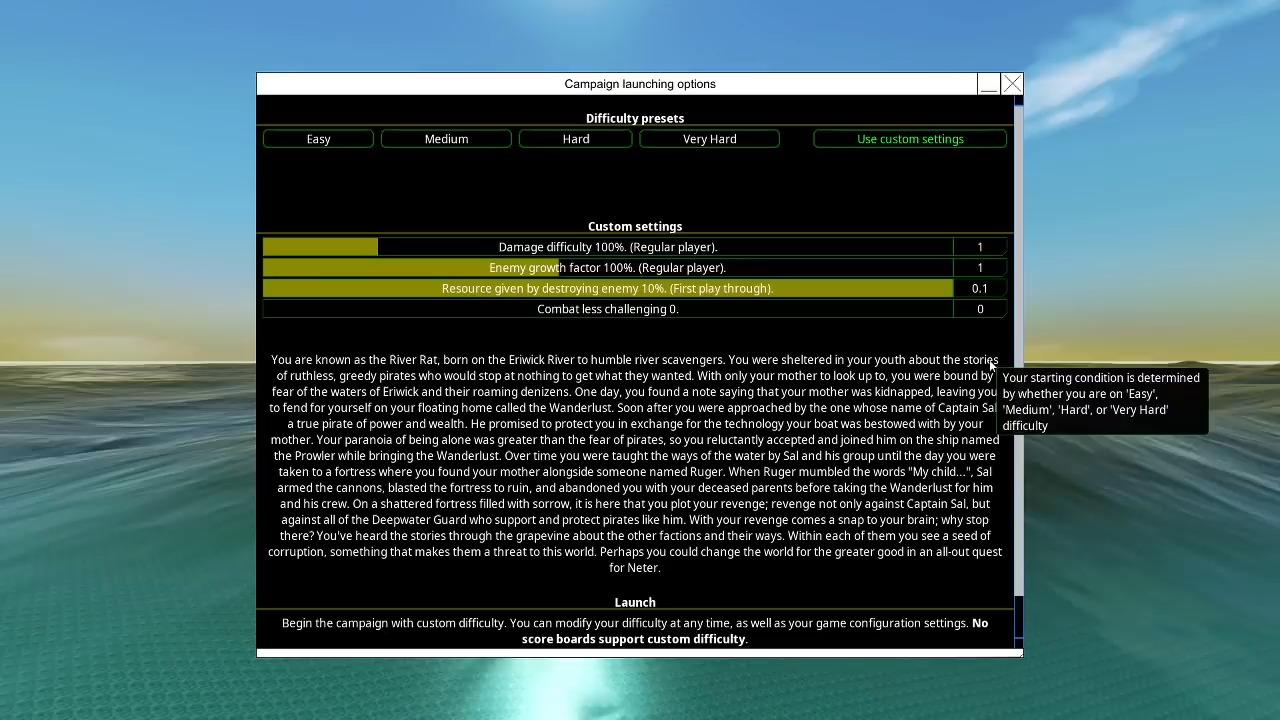 Campaign launching options
Difficulty presets
Easy Medium Hard Very Hard Use custom settings
Custom settings
Damage difficulty 100%. (Regular player). 1
Enemy growth factor 100%. (Regular player). 1
Resource given by destroying enemy 10%. (First play through). 0.1
Combat less challenging 0. 0
You are known as the River Rat, born on the Eriwick River to humble river scavengers. You were sheltered in your youth about the stories
of ruthless, greedy pirates who would stop at nothing to get what they wanted. With only your mother to look up to, you were bound by
fear of the waters of Eriwick and their roaming denizens. One day, you found a note saying that your mother was kidnapped, leaving you
to fend for yourself on your floating home called the Wanderlust. Soon after you were approached by the one whose name of Captain Sal
a true pirate of power and wealth. He promised to protect you in exchange for the technology your boat was bestowed with by your
mother. Your paranoia of being alone was greater than the fear of pirates, so you reluctantly accepted and joined him on the ship named
the Prowler while bringing the Wanderlust. Over time you were taught the ways of the water by Sal and his group until the day you were
taken to a fortress where you found your mother alongside someone named Ruger. When Ruger mumbled the words "My child...", Sal
armed the cannons, blasted the fortress to ruin, and abandoned you with your deceased parents before taking the Wanderlust for him
and his crew. On a shattered fortress filled with sorrow, it is here that you plot your revenge; revenge not only against Captain Sal, but
against all of the Deepwater Guard who support and protect pirates like him. With your revenge comes a snap to your brain; why stop
there? You've heard the stories through the grapevine about the other factions and their ways. Within each of them you see a seed of
corruption, something that makes them a threat to this world. Perhaps you could change the world for the greater good in an all-out quest
for Neter.
Your starting condition is determined
by whether you are on 'Easy',
'Medium', 'Hard', or 'Very Hard'
difficulty
Launch
Begin the campaign with custom difficulty. You can modify your difficulty at any time, as well as your game configuration settings. No
score boards support custom difficulty.